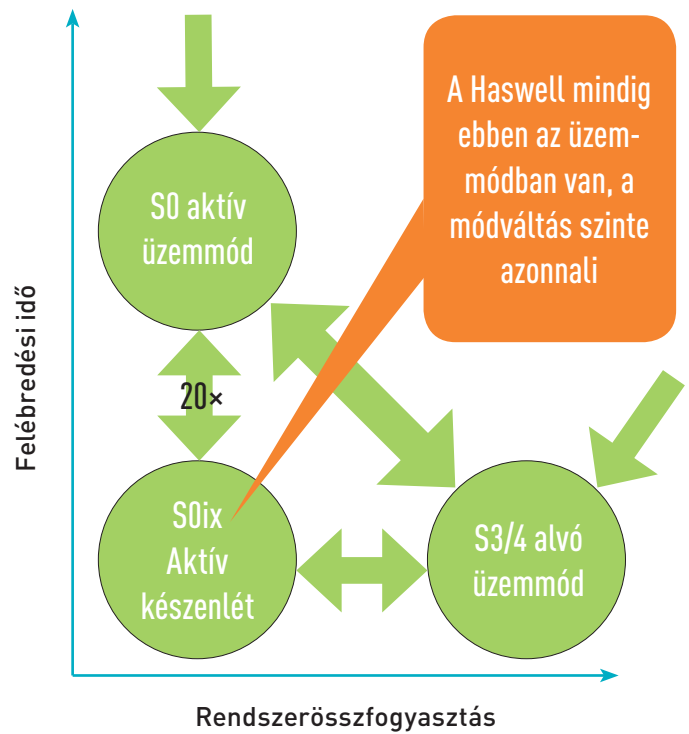 A Haswell mindig
ebben az üzem-
módban van, a
módváltás szinte
azonnali
S0 aktív
üzemmód
20×
S0ix
Aktív
készenlét
S3/4 alvó
üzemmód
Felébredési idő
Rendszerösszfogyasztás